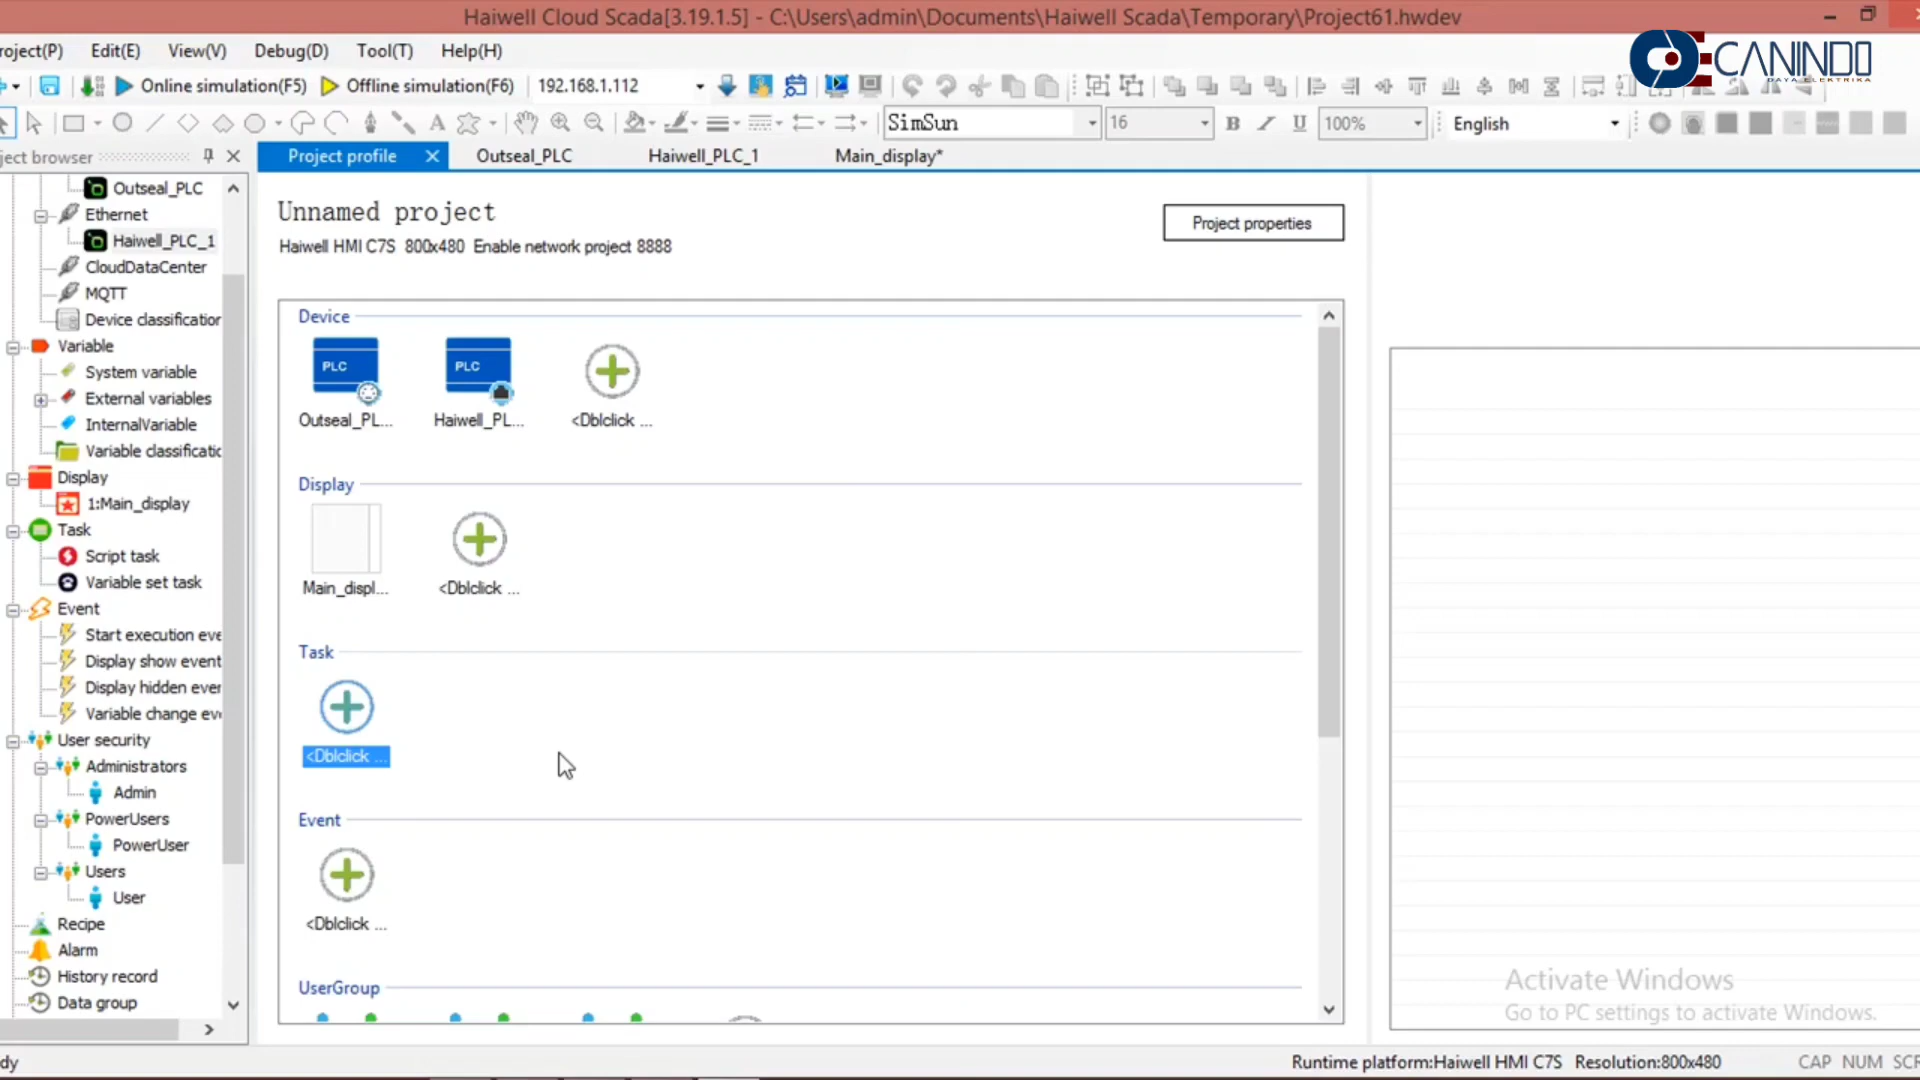 Haiwell Cloud Scada[3.19.1.5] - C:\Users\admin\Documents\Haiwell Scada\Temporary\Project61.hwdev
roject(P) Edit(E) View(V) Debug(D) Tool(T) Help(H)
CANINDO
DAYA ELEKTRIKA
Online simulation(F5) Offline simulation(F6) 192.168.1.112
SimSun 16 B I U 100% English
ject browser
Project profile Outseal_PLC Haiwell_PLC_1 Main_display*
Outseal_PLC
Ethernet
Haiwell_PLC_1
CloudDataCenter
MQTT
Device classification
Variable
System variable
External variables
InternalVariable
Variable classificatic
Display
1:Main_display
Task
Script task
Variable set task
Event
Start execution eve
Display show event
Display hidden ever
Variable change eve
User security
Administrators
Admin
PowerUsers
PowerUser
Users
User
Recipe
Alarm
History record
Data group
Unnamed project
Haiwell HMI C7S 800x480 Enable network project 8888
Project properties
Device
PLC PLC
Outseal_PL... Haiwell_PL... <Dblclick ...
Display
Main_displ... <Dblclick ...
Task
<Dblclick ...
Event
<Dblclick ...
UserGroup
Activate Windows
Go to PC settings to activate Windows.
dy
Runtime platform:Haiwell HMI C7S Resolution:800x480 CAP NUM SCR